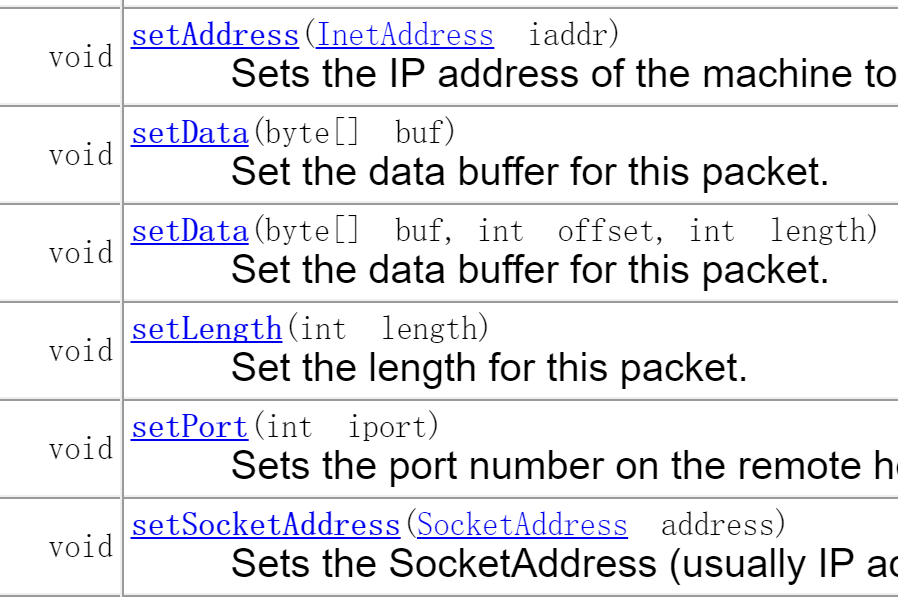 void
setAddress(InetAddress iaddr)
Sets the IP address of the machine to
void
setData(byte[] buf)
Set the data buffer for this packet.
void
setData(byte[] buf, int offset, int length)
Set the data buffer for this packet.
void
setLength(int length)
Set the length for this packet.
void
setPort(int iport)
Sets the port number on the remote
void
setSocketAddress(SocketAddress address)
Sets the SocketAddress (usually IP